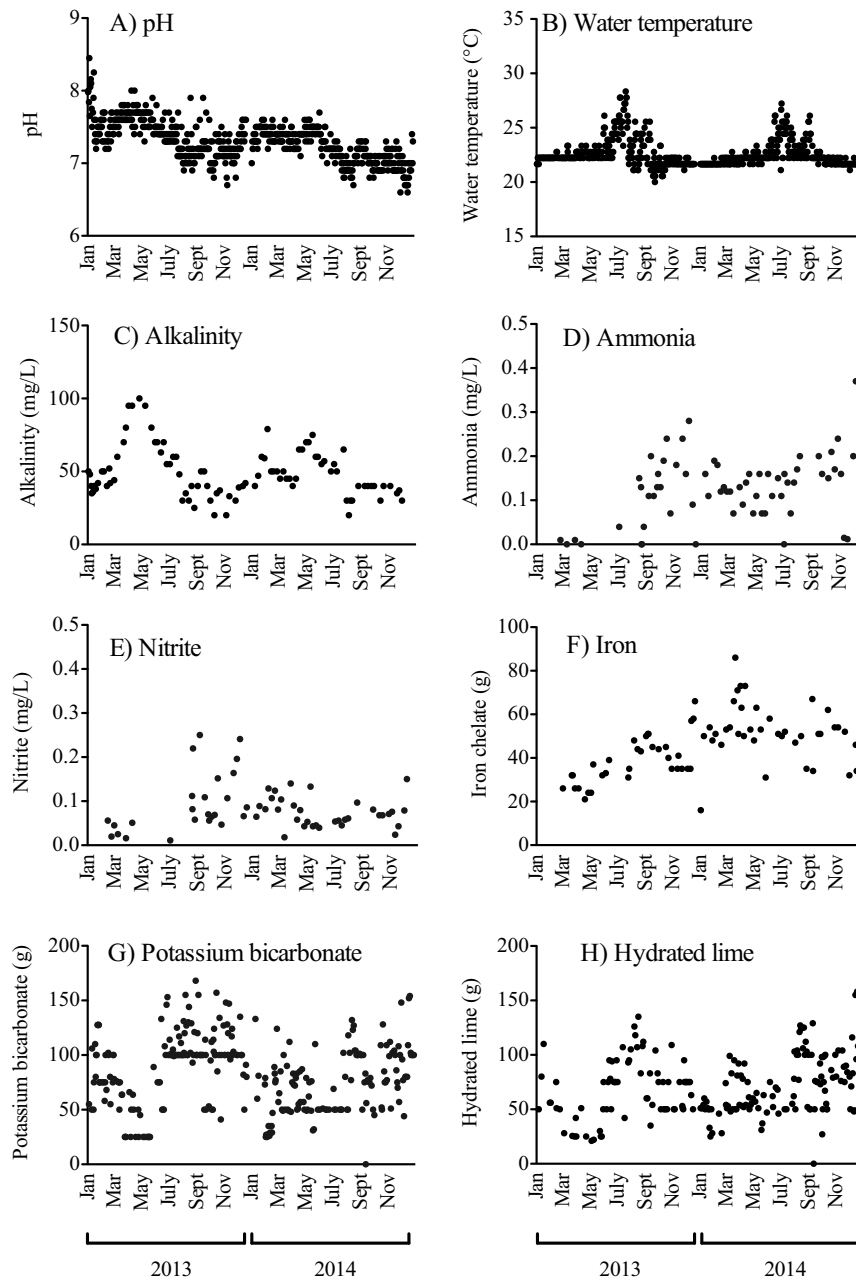 A) pH
9
8
7
6
pH
Jan
Mar
May
July
Sept
Nov
Jan
Mar
May
July
Sept
Nov
B) Water temperature
35
30
25
20
15
Water temperature (°C)
Jan
Mar
May
July
Sept
Nov
Jan
Mar
May
July
Sept
Nov
C) Alkalinity
150
100
50
0
Alkalinity (mg/L)
Jan
Mar
May
July
Sept
Nov
Jan
Mar
May
July
Sept
Nov
D) Ammonia
0.5
0.4
0.3
0.2
0.1
0.0
Ammonia (mg/L)
Jan
Mar
May
July
Sept
Nov
Jan
Mar
May
July
Sept
Nov
E) Nitrite
0.5
0.4
0.3
0.2
0.1
0.0
Nitrite (mg/L)
Jan
Mar
May
July
Sept
Nov
Jan
Mar
May
July
Sept
Nov
F) Iron
100
80
60
40
20
0
Iron chelate (g)
Jan
Mar
May
July
Sept
Nov
Jan
Mar
May
July
Sept
Nov
G) Potassium bicarbonate
200
150
100
50
0
Potassium bicarbonate (g)
Jan
Mar
May
July
Sept
Nov
Jan
Mar
May
July
Sept
Nov
H) Hydrated lime
200
150
100
50
0
Hydrated lime (g)
Jan
Mar
May
July
Sept
Nov
Jan
Mar
May
July
Sept
Nov
2013
2014
2013
2014